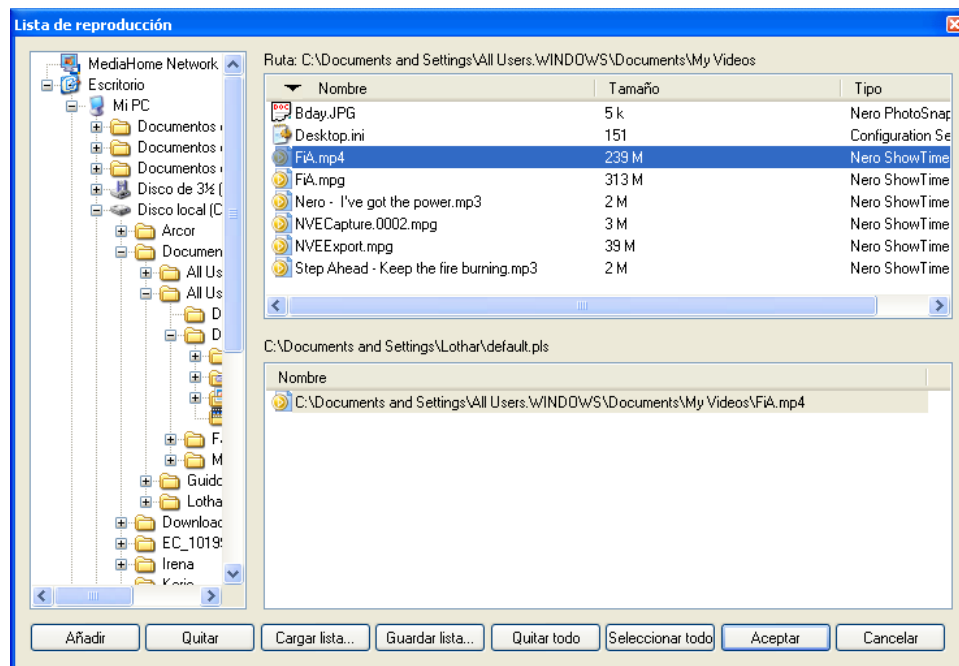 Lista de reproducción
MediaHome Network
Escritorio
Mi PC
Documentos
Documentos
Documentos
Disco de 3½ (
Disco local (C
Arcor
Documen
All Us
All Us
D
D
F
M
Guido
Lotha
Download
EC_1019
Irena
Ruta: C:\Documents and Settings\All Users.WINDOWS\Documents\My Videos
Nombre Tamaño Tipo
Bday.JPG 5 k Nero PhotoSnap
Desktop.ini 151 Configuration Se
FiA.mp4 239 M Nero ShowTime
FiA.mpg 313 M Nero ShowTime
Nero - I've got the power.mp3 2 M Nero ShowTime
NVECapture.0002.mpg 3 M Nero ShowTime
NVEExport.mpg 39 M Nero ShowTime
Step Ahead - Keep the fire burning.mp3 2 M Nero ShowTime
C:\Documents and Settings\Lothar\default.pls
Nombre
C:\Documents and Settings\All Users.WINDOWS\Documents\My Videos\FiA.mp4
Añadir Quitar Cargar lista... Guardar lista... Quitar todo Seleccionar todo Aceptar Cancelar